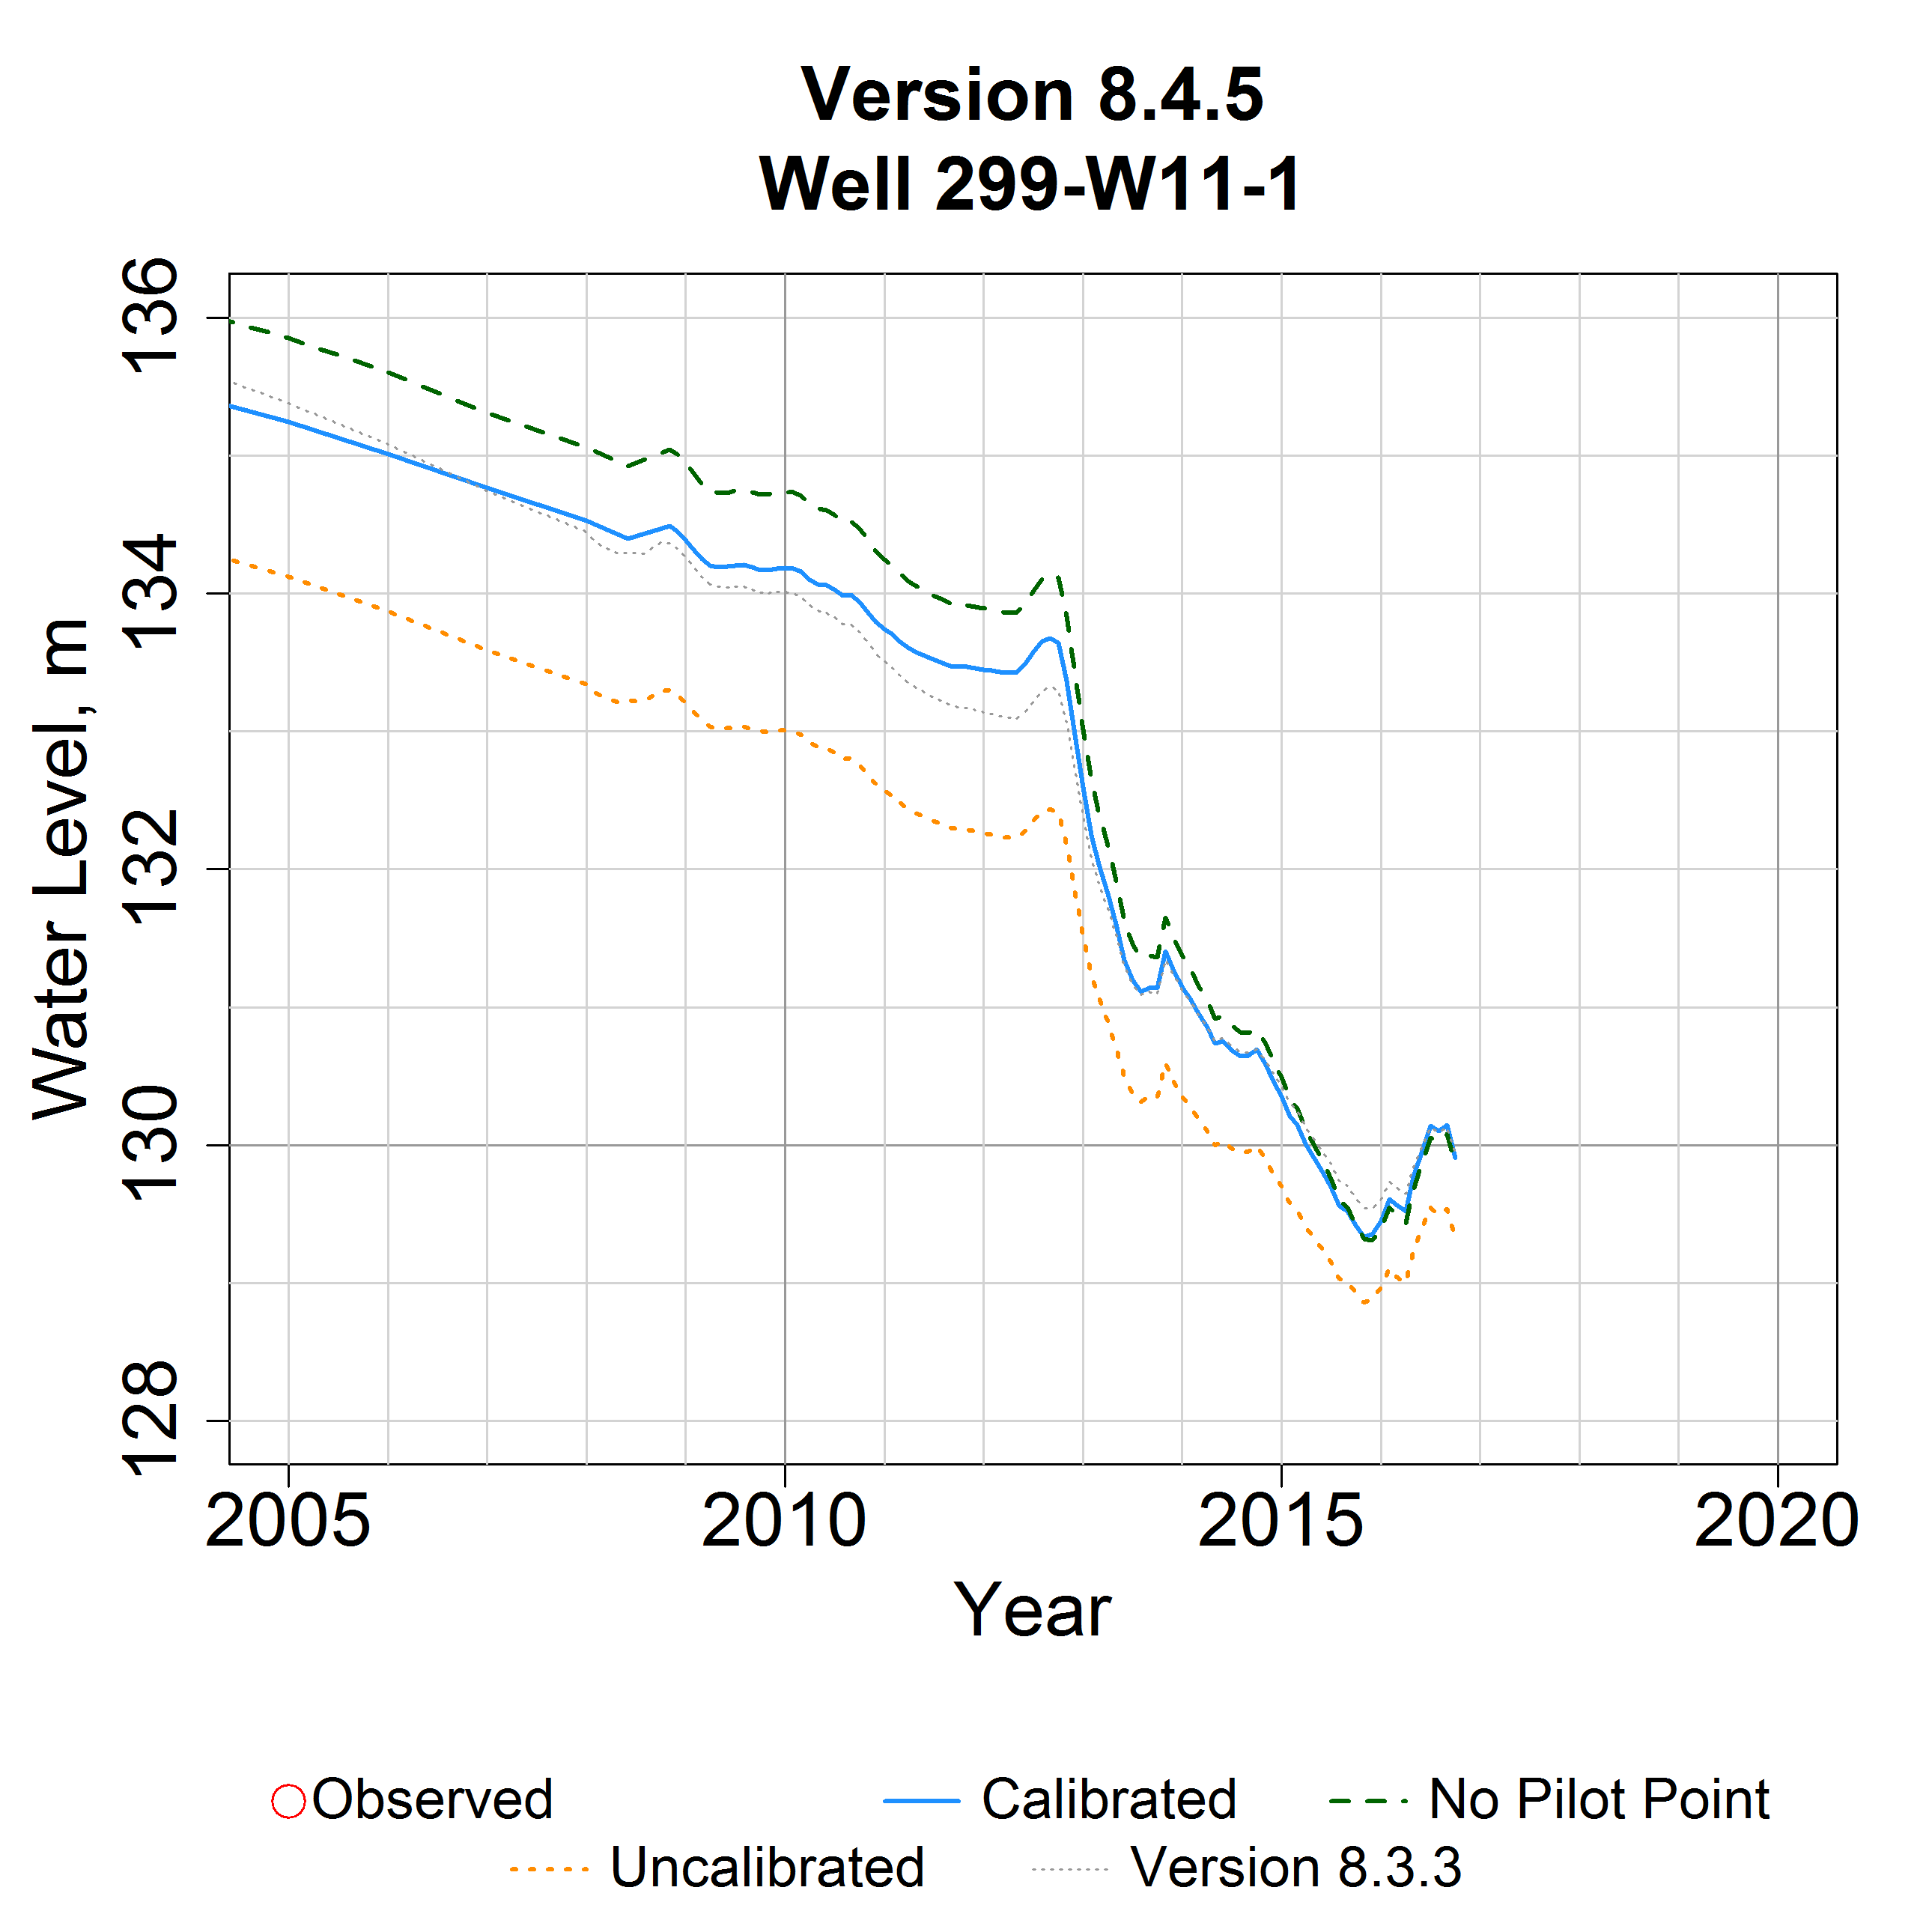 Version 8.4.5
Well 299-W11-1
Water Level, m
136
134
132
130
128
2005 2010 2015 2020
Year
Observed Calibrated No Pilot Point
Uncalibrated Version 8.3.3